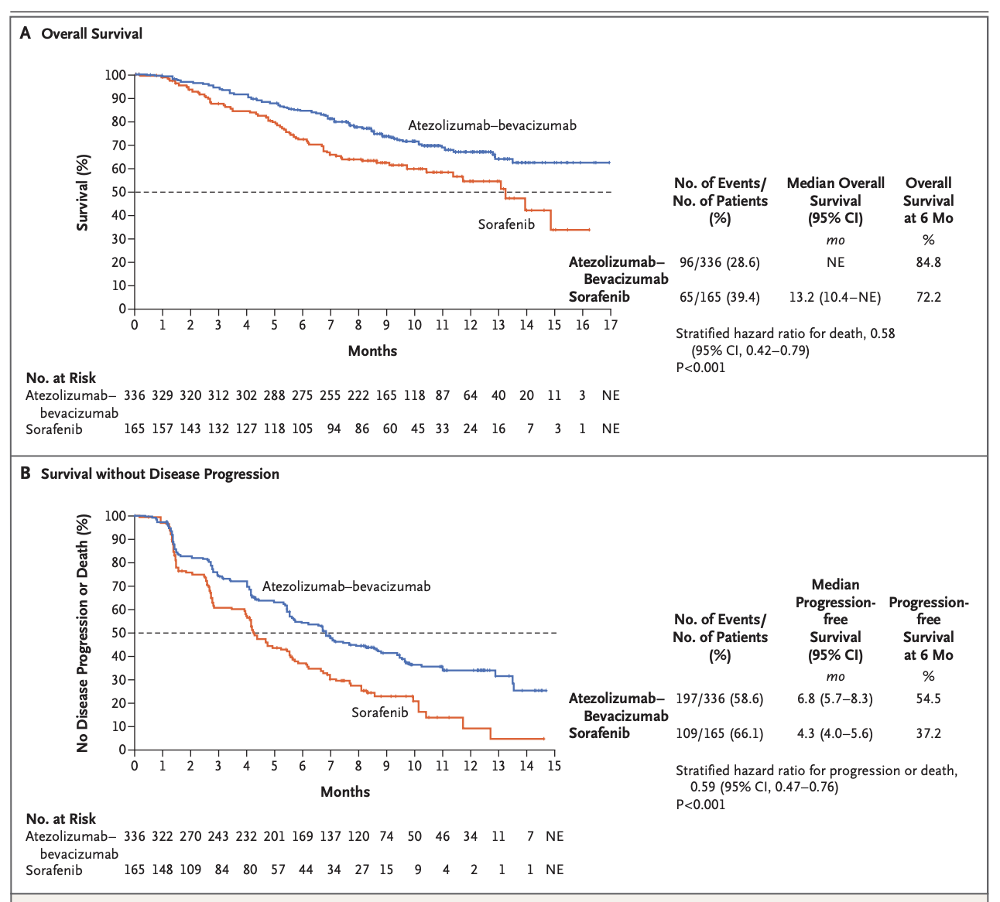 A Overall Survival
Survival (%)
100
90
80
70
60
50
40
30
20
10
0
Atezolizumab–bevacizumab
Sorafenib
0 1 2 3 4 5 6 7 8 9 10 11 12 13 14 15 16 17
Months
No. of Events/
No. of Patients
(%)
Median Overall
Survival
(95% CI)
Overall
Survival
at 6 Mo
mo
%
Atezolizumab–
Bevacizumab
96/336 (28.6) NE 84.8
Sorafenib 65/165 (39.4) 13.2 (10.4–NE) 72.2
Stratified hazard ratio for death, 0.58
(95% CI, 0.42–0.79)
P<0.001
No. at Risk
Atezolizumab–
bevacizumab
336 329 320 312 302 288 275 255 222 165 118 87 64 40 20 11 3 NE
Sorafenib 165 157 143 132 127 118 105 94 86 60 45 33 24 16 7 3 1 NE
B Survival without Disease Progression
No Disease Progression or Death (%)
100
90
80
70
60
50
40
30
20
10
0
Atezolizumab–bevacizumab
Sorafenib
0 1 2 3 4 5 6 7 8 9 10 11 12 13 14 15
Months
No. of Events/
No. of Patients
(%)
Median
Progression-
free
Survival
(95% CI)
Progression-
free
Survival
at 6 Mo
mo
%
Atezolizumab–
Bevacizumab
197/336 (58.6) 6.8 (5.7–8.3) 54.5
Sorafenib 109/165 (66.1) 4.3 (4.0–5.6) 37.2
Stratified hazard ratio for progression or death,
0.59 (95% CI, 0.47–0.76)
P<0.001
No. at Risk
Atezolizumab–
bevacizumab
336 322 270 243 232 201 169 137 120 74 50 46 34 11 7 NE
Sorafenib 165 148 109 84 80 57 44 34 27 15 9 4 2 1 1 NE